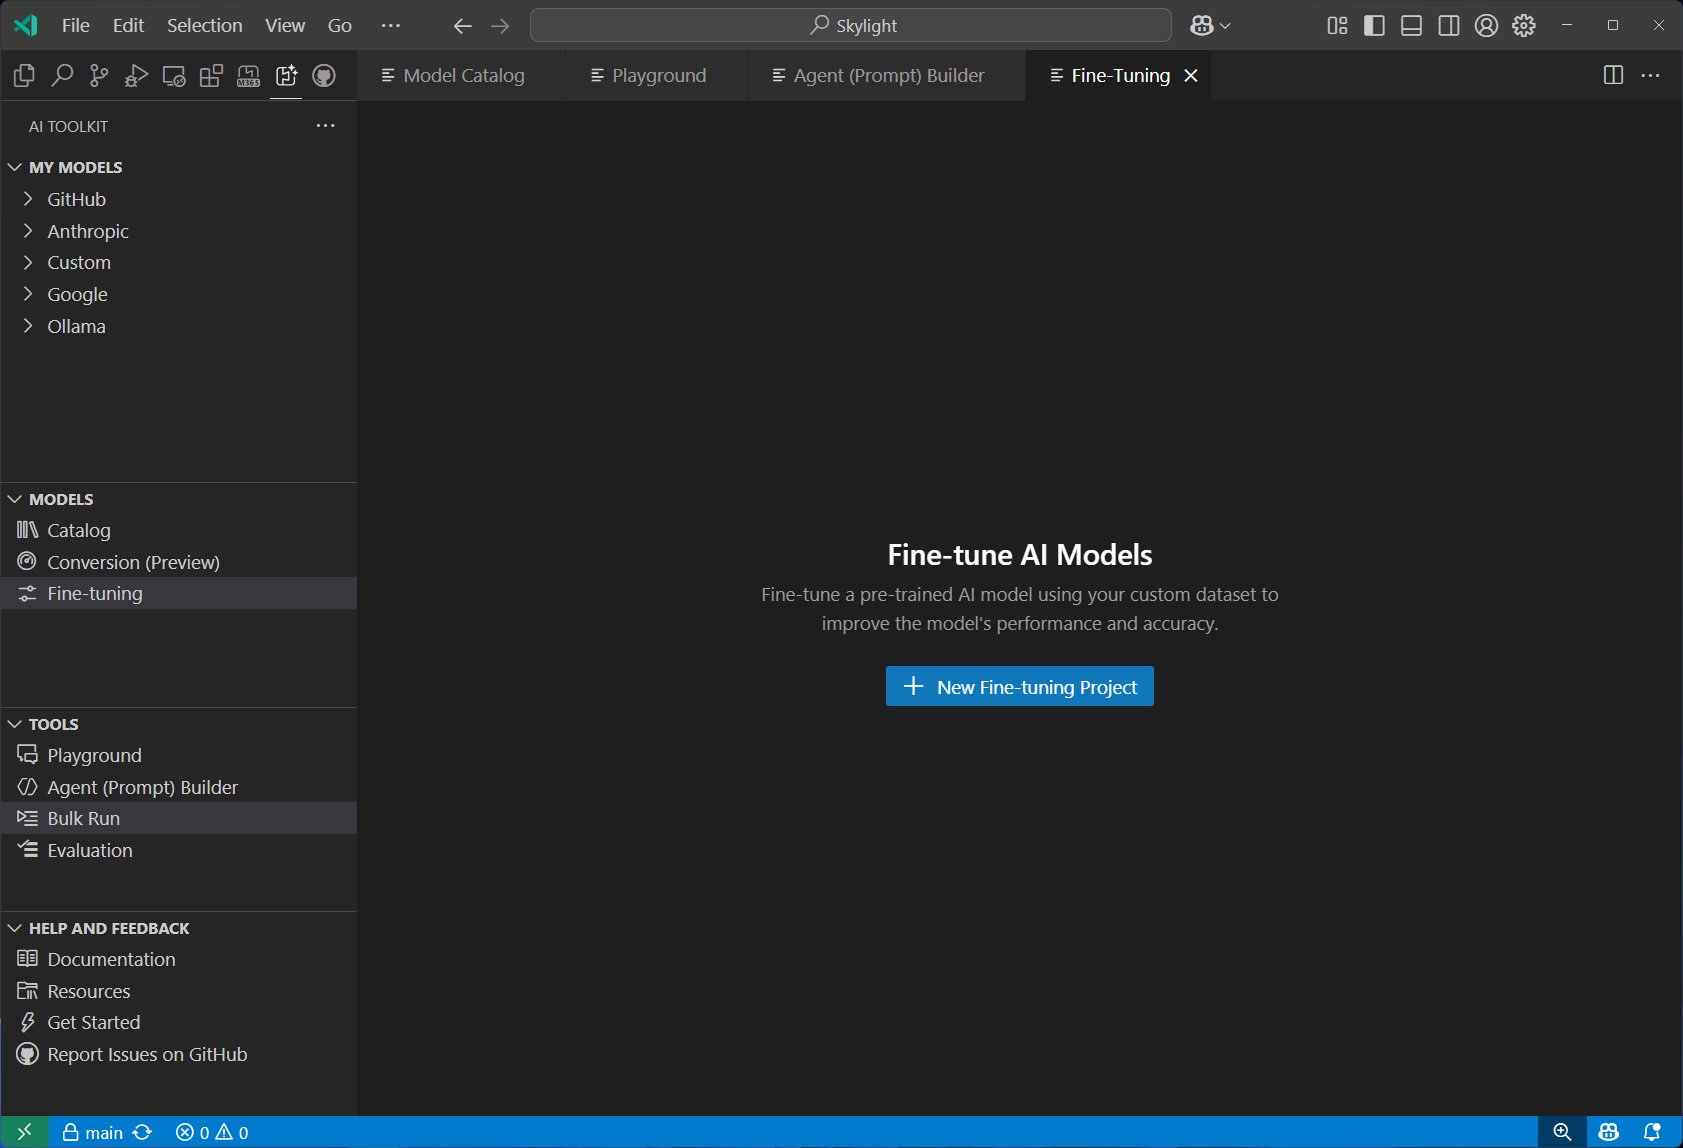 File Edit Selection View Go ···
Skylight
Model Catalog
Playground
Agent (Prompt) Builder
Fine-Tuning
M365
AI TOOLKIT
MY MODELS
GitHub
Anthropic
Custom
Google
Ollama
MODELS
Catalog
Conversion (Preview)
Fine-tuning
TOOLS
Playground
Agent (Prompt) Builder
Bulk Run
Evaluation
HELP AND FEEDBACK
Documentation
Resources
Get Started
Report Issues on GitHub
Fine-tune AI Models
Fine-tune a pre-trained AI model using your custom dataset to
improve the model's performance and accuracy.
New Fine-tuning Project
main 0 0